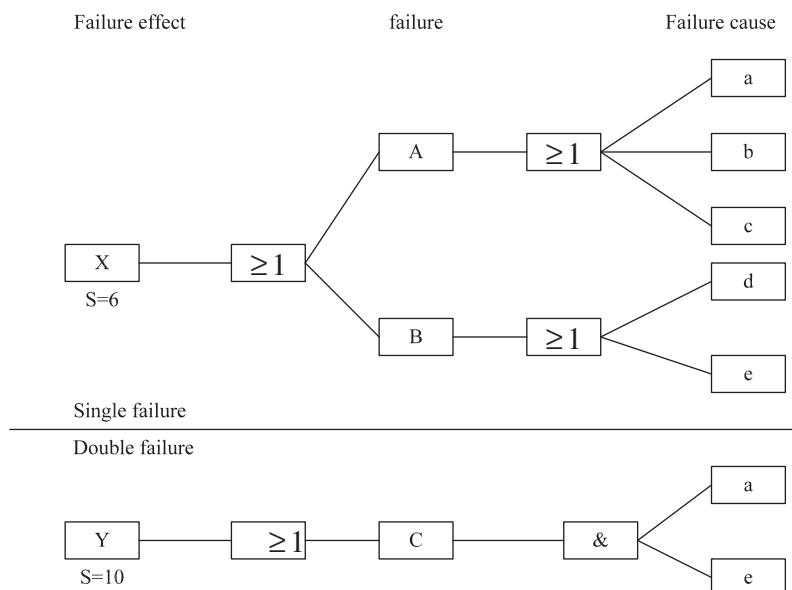 Failure effect failure Failure cause
a
A ≥1 b
c
X ≥1
S=6
d
B ≥1
e
Single failure
Double failure
a
Y ≥1 C &
S=10
e